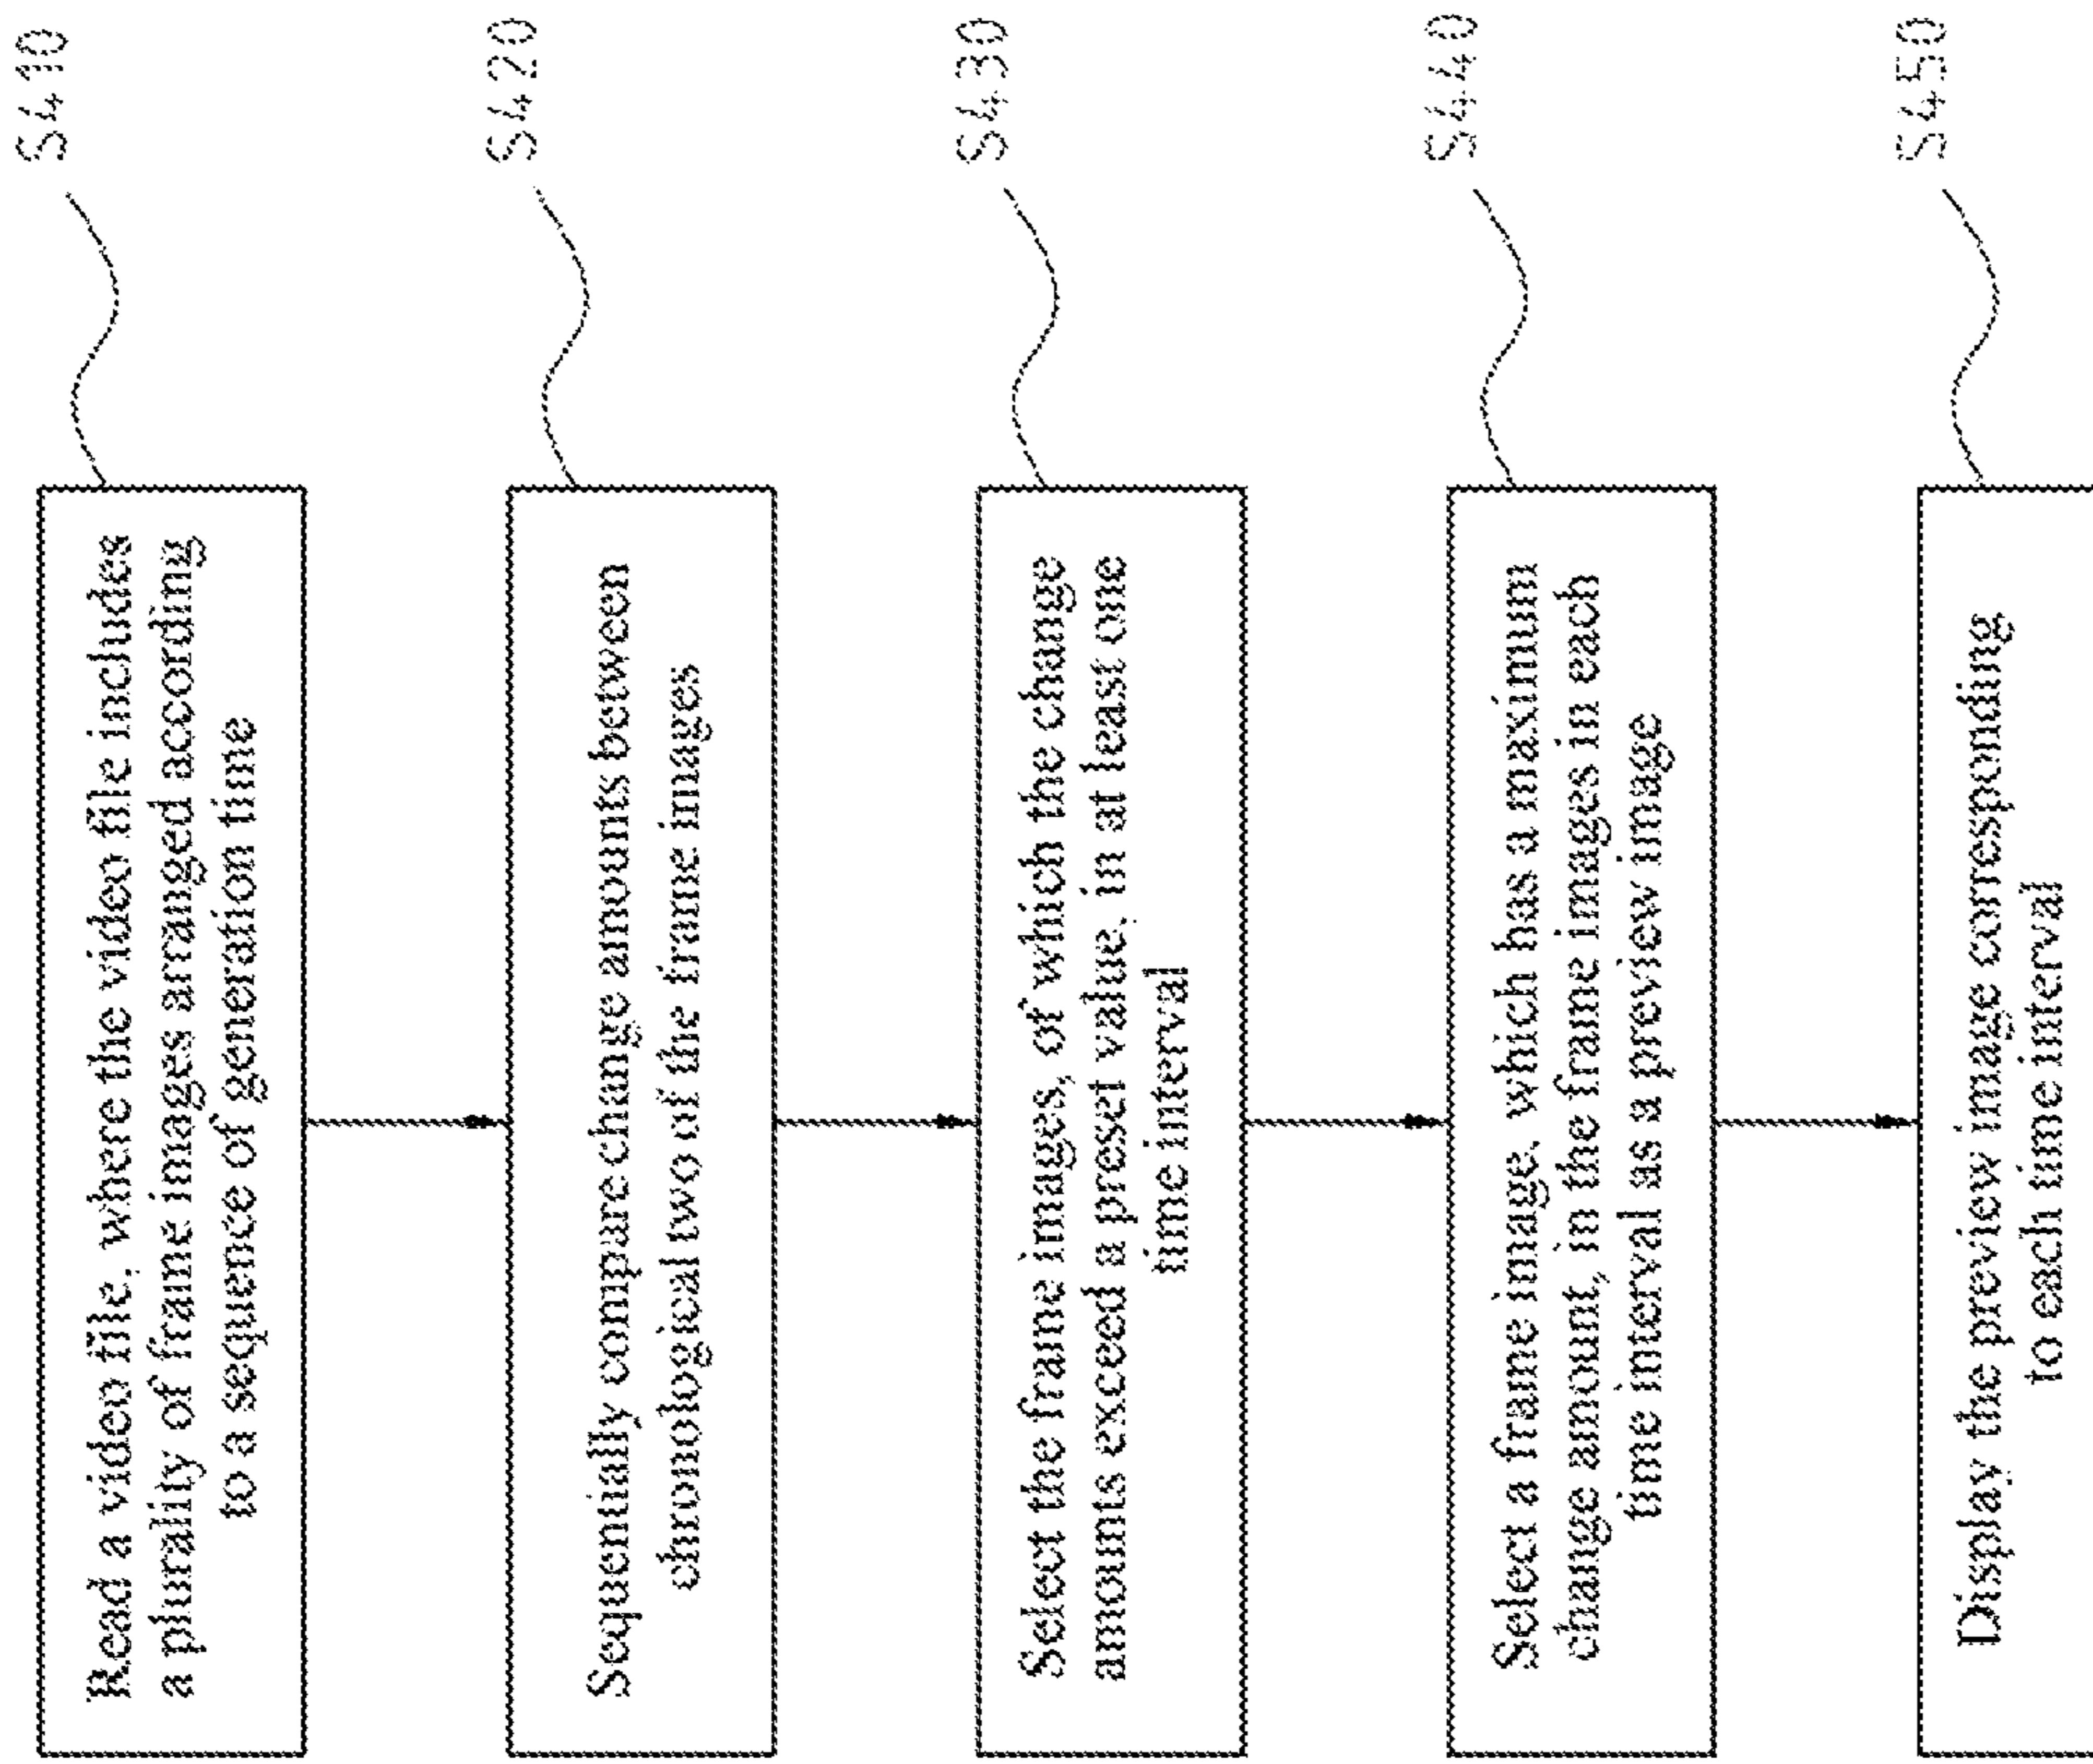 S410
Read a video file, where the video file includes
a plurality of frame images arranged according
to a sequence of generation time
S420
Sequentially compare change amounts between
chronological two of the frame images
S430
Select the frame images, of which the change
amounts exceed a preset value, in at least one
time interval
S440
Select a frame image, which has a maximum
change amount, in the frame images in each
time interval as a preview image
S450
Display the preview image corresponding
to each time interval